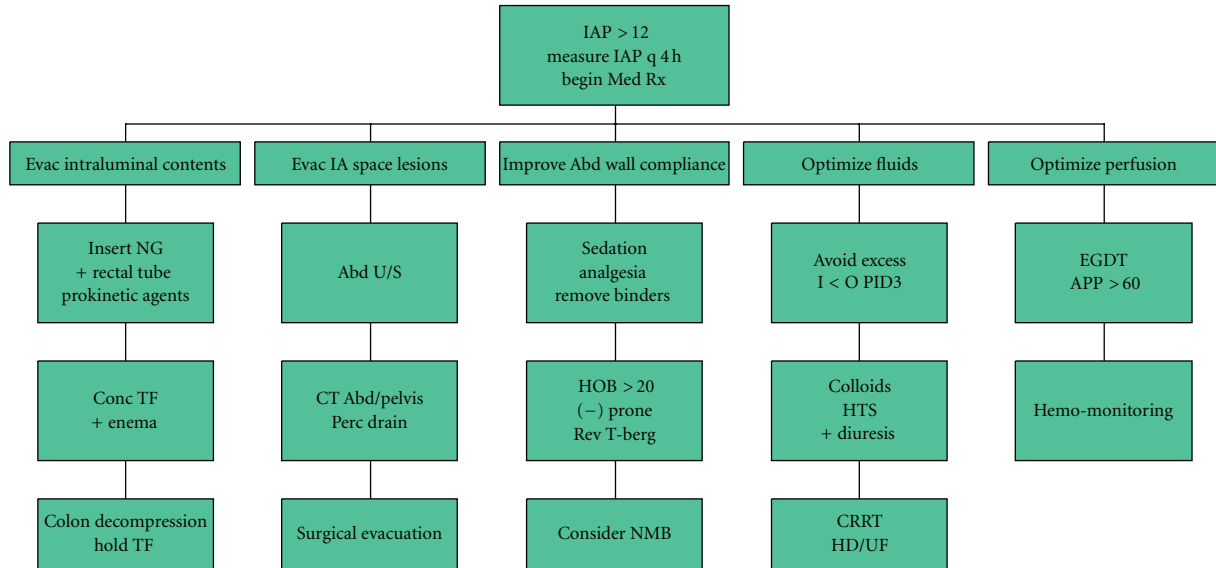 IAP > 12
measure IAP q 4 h
begin Med Rx
Evac intraluminal contents
Evac IA space lesions
Improve Abd wall compliance
Optimize fluids
Optimize perfusion
Insert NG
+ rectal tube
prokinetic agents
Abd U/S
Sedation
analgesia
remove binders
Avoid excess
I < O PID3
EGDT
APP > 60
Conc TF
+ enema
CT Abd/pelvis
Perc drain
HOB > 20
(−) prone
Rev T-berg
Colloids
HTS
+ diuresis
Hemo-monitoring
Colon decompression
hold TF
Surgical evacuation
Consider NMB
CRRT
HD/UF